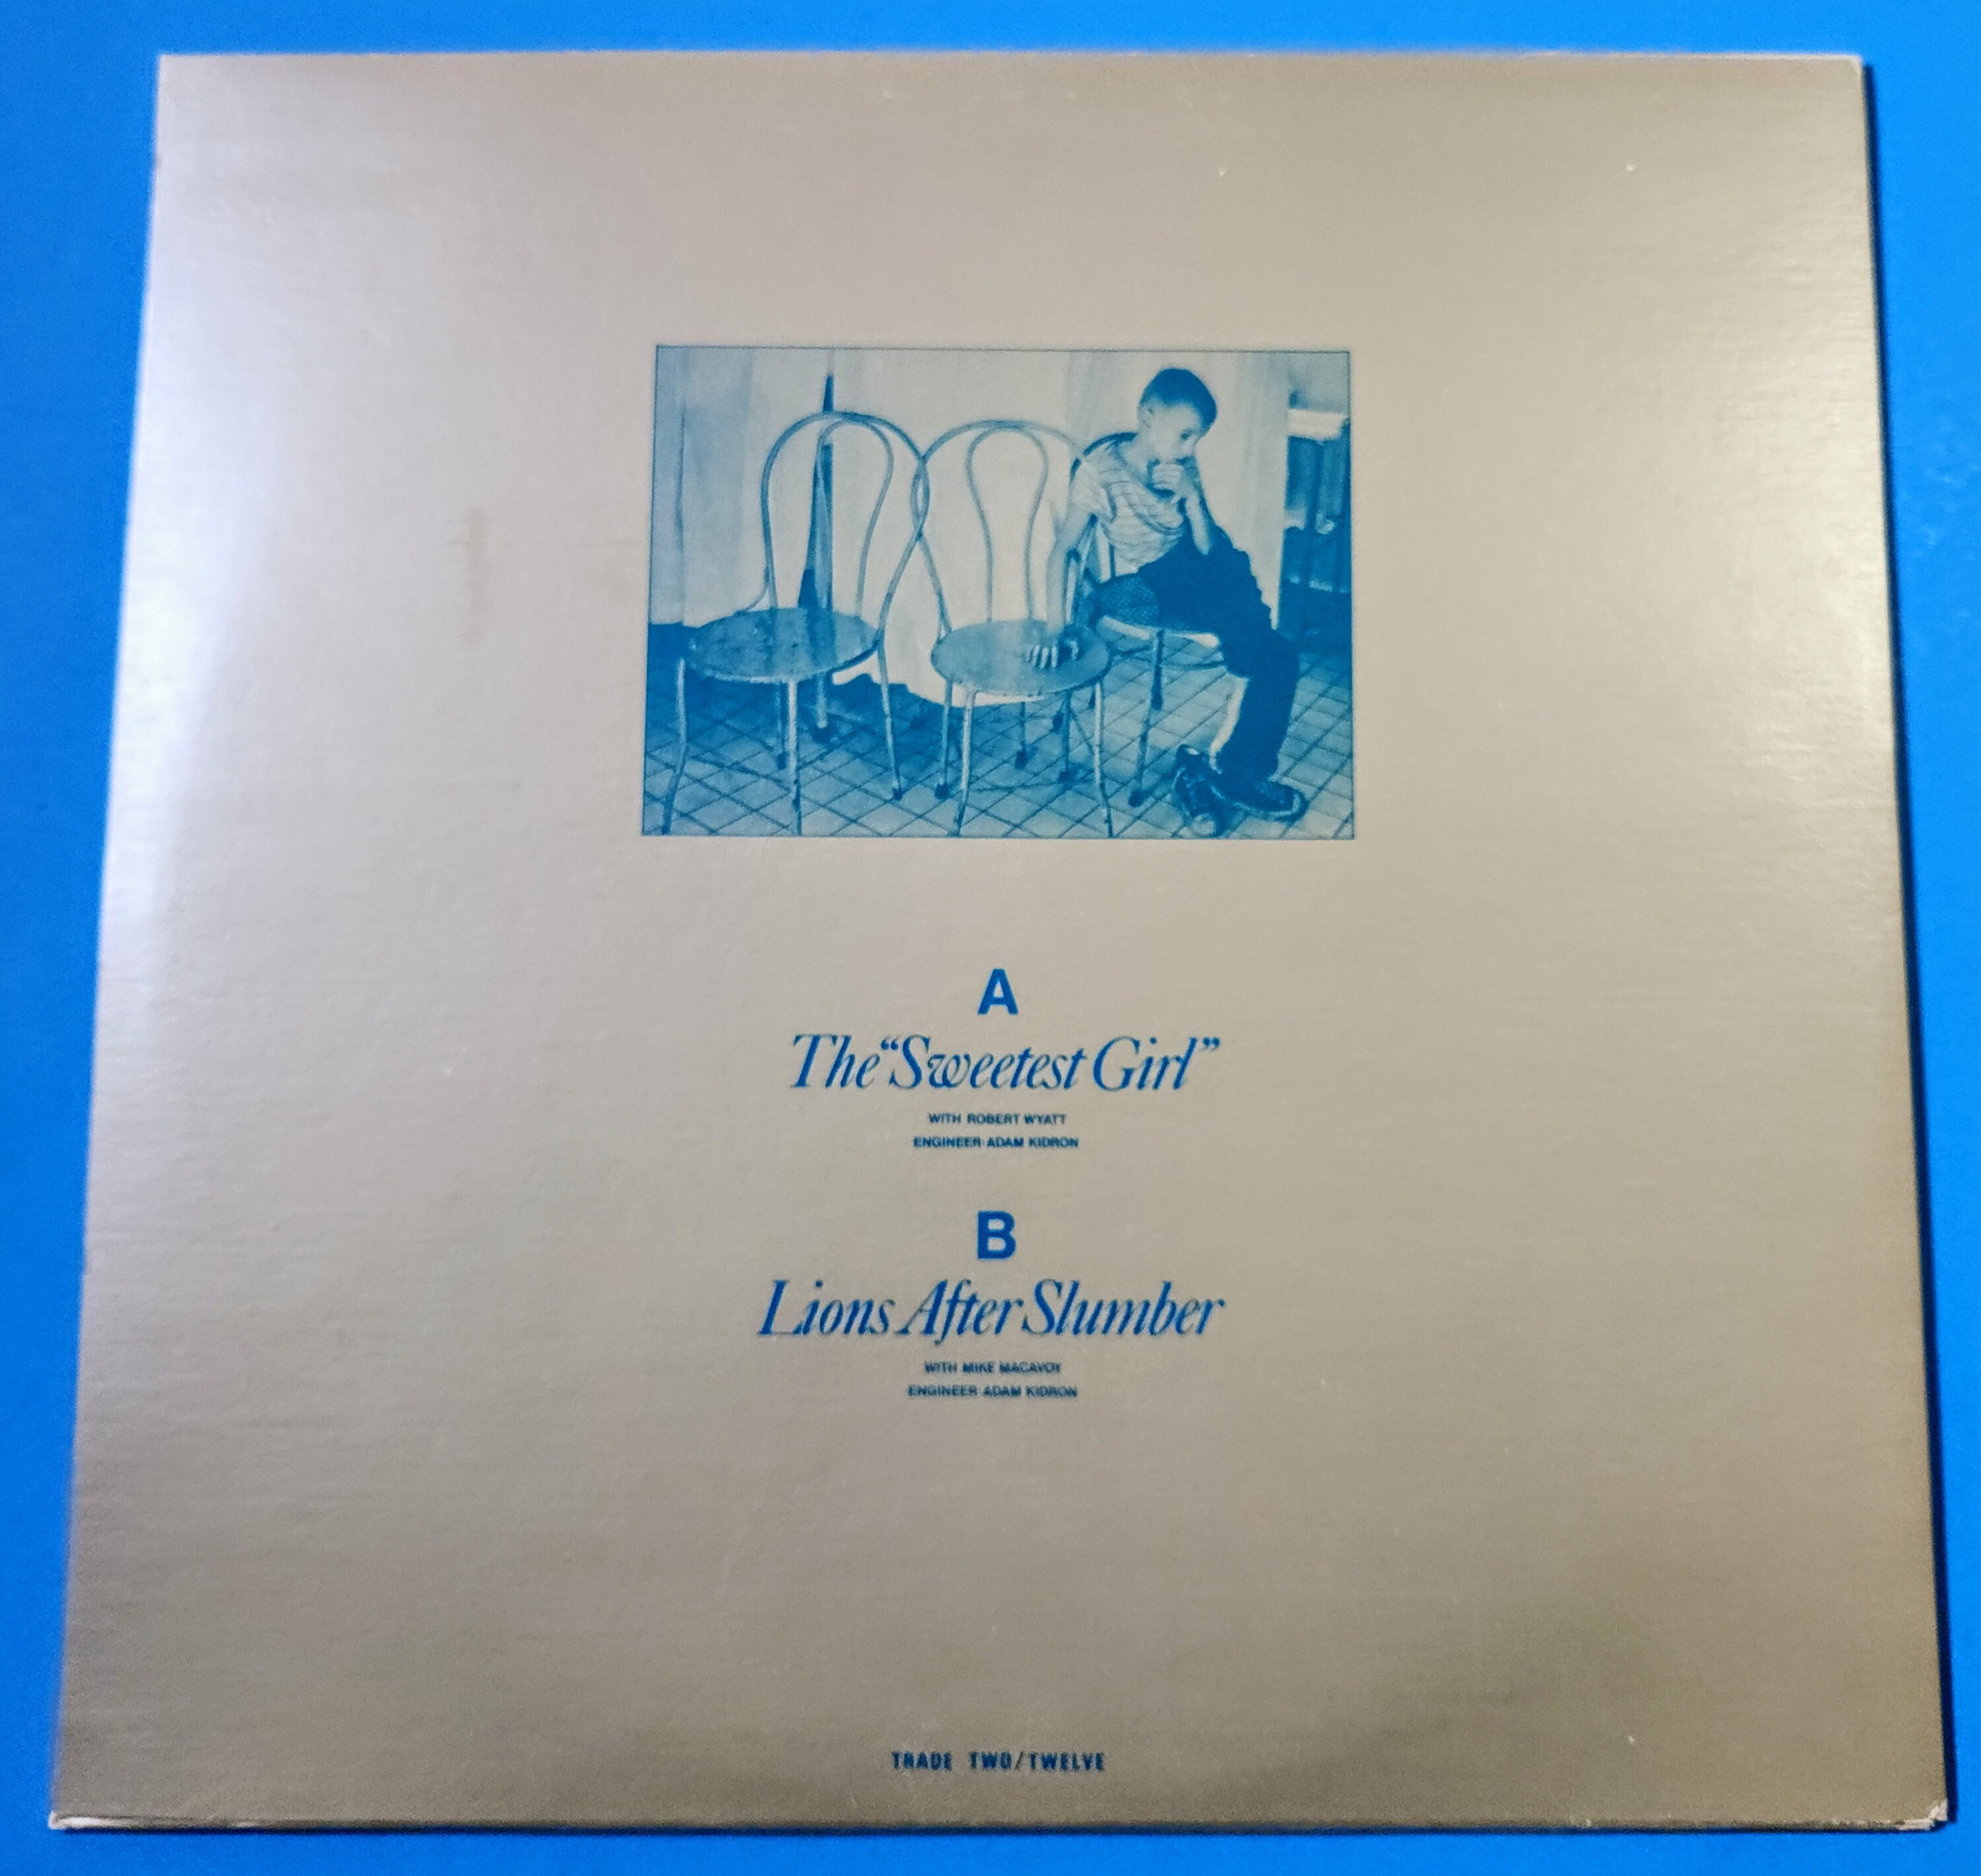 A
The “Sweetest Girl”
WITH ROBERT WYATT
ENGINEER ADAM KIDRON
B
Lions After Slumber
WITH MIKE MACAVOY
ENGINEER ADAM KIDRON
TRADE TWO/TWELVE